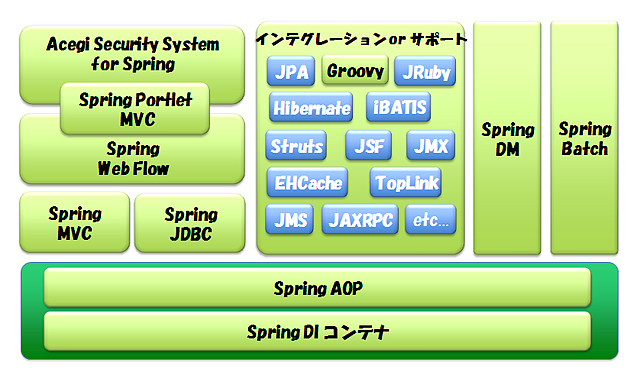 Acegi Security System
for Spring
Spring Portlet
MVC
Spring
Web Flow
Spring
MVC
Spring
JDBC
インテグレーション or サポート
JPA
Groovy
JRuby
Hibernate
iBATIS
Struts
JSF
JMX
EHCache
TopLink
JMS
JAXRPC
etc...
Spring
DM
Spring
Batch
Spring AOP
Spring DI コンテナ